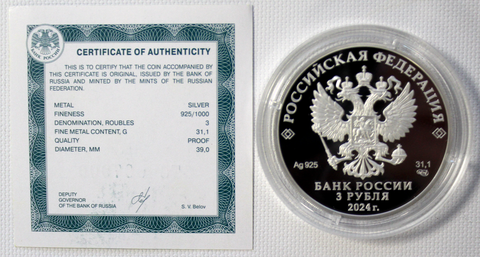 БАНК РОССИИ
CERTIFICATE OF AUTHENTICITY
THIS IS TO CERTIFY THAT THE COIN ACCOMPANIED BY
THIS CERTIFICATE IS ORIGINAL, ISSUED BY THE BANK OF
RUSSIA AND MINTED BY THE MINTS OF THE RUSSIAN
FEDERATION.
METAL SILVER
FINENESS 925/1000
DENOMINATION, ROUBLES 3
FINE METAL CONTENT, G 31,1
QUALITY PROOF
DIAMETER, MM 39,0
DEPUTY
GOVERNOR
OF THE BANK OF RUSSIA S. V. Belov
РОССИЙСКАЯ ФЕДЕРАЦИЯ
Ag 925 31,1
БАНК РОССИИ
3 РУБЛЯ
2024 г.